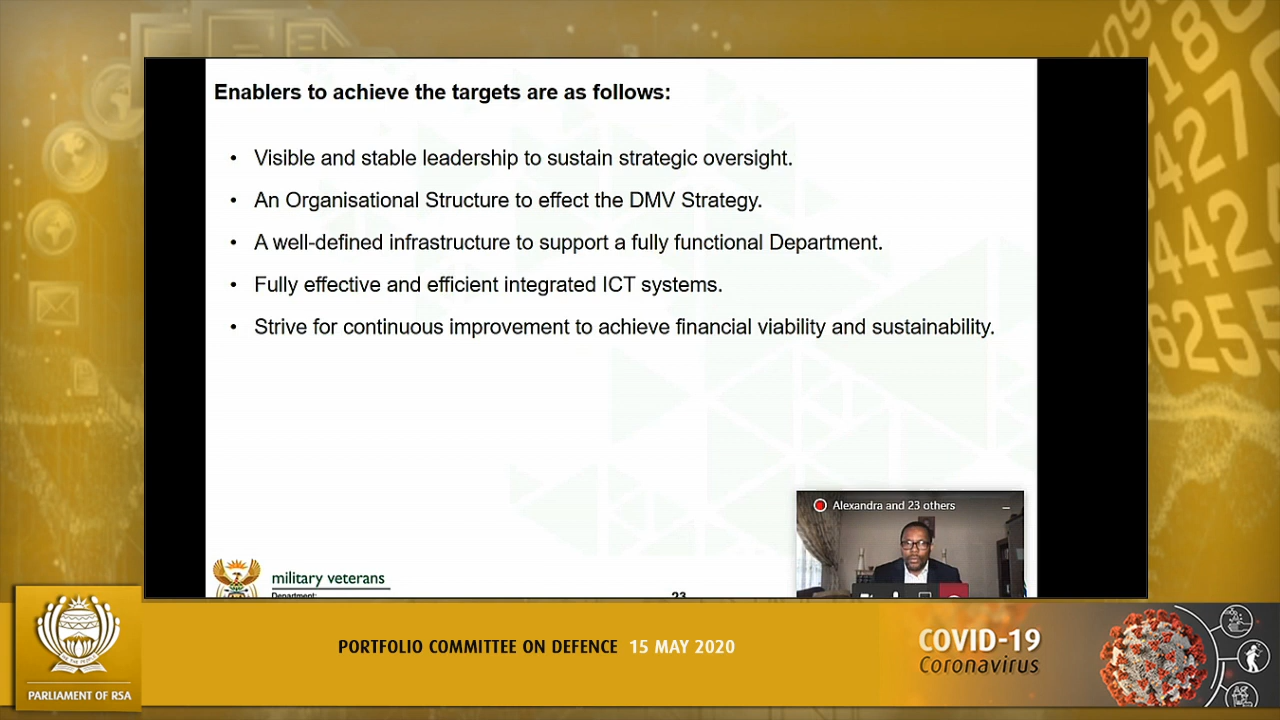 Enablers to achieve the targets are as follows:
• Visible and stable leadership to sustain strategic oversight.
• An Organisational Structure to effect the DMV Strategy.
• A well-defined infrastructure to support a fully functional Department.
• Fully effective and efficient integrated ICT systems.
• Strive for continuous improvement to achieve financial viability and sustainability.
Alexandra and 23 others
military veterans
Department:
23
PORTFOLIO COMMITTEE ON DEFENCE 15 MAY 2020
COVID-19
Coronavirus
PARLIAMENT OF RSA